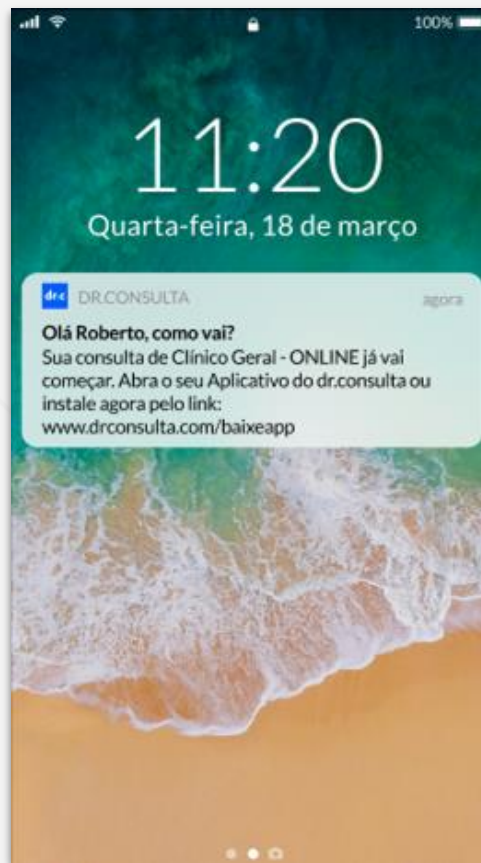 100%
11:20
Quarta-feira, 18 de março
dr.c DR.CONSULTA agora
Olá Roberto, como vai?
Sua consulta de Clínico Geral - ONLINE já vai
começar. Abra o seu Aplicativo do dr.consulta ou
instale agora pelo link:
www.drconsulta.com/baixeapp